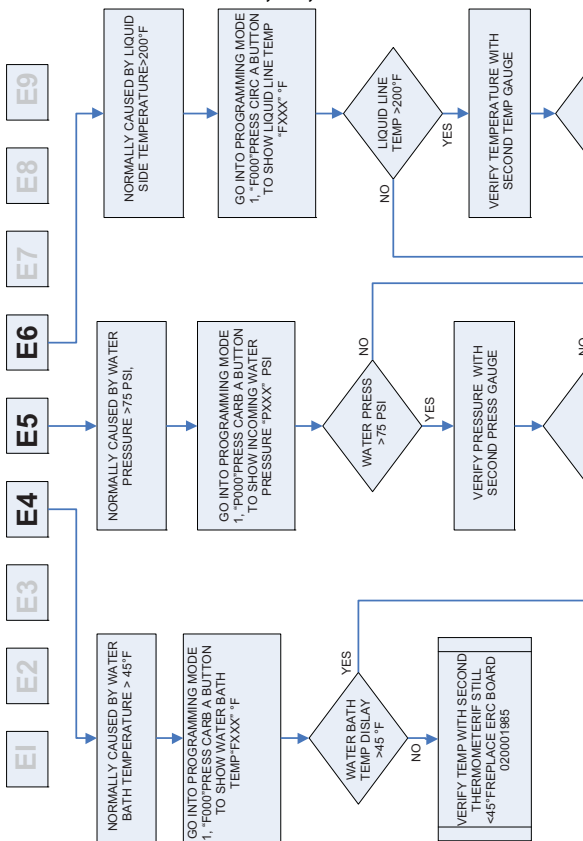 E1
E2
E3
E4
E5
E6
E7
E8
E9
NORMALLY CAUSED BY WATER
BATH TEMPERATURE > 45°F
GO INTO PROGRAMMING MODE
1, "F000"PRESS CARB A BUTTON
TO SHOW WATER BATH
TEMP"FXXX" °F
WATER BATH
TEMP DISLAY
>45 °F
YES
NO
VERIFY TEMP WITH SECOND
THERMOMETERIF STILL
<45°FREPLACE ERC BOARD
020001985
NORMALLY CAUSED BY WATER
PRESSURE >75 PSI,
GO INTO PROGRAMMING MODE
1, "P000"PRESS CARB A BUTTON
TO SHOW INCOMING WATER
PRESSURE "PXXX" PSI
WATER PRESS
>75 PSI
NO
YES
VERIFY PRESSURE WITH
SECOND PRESS GAUGE
NO
NORMALLY CAUSED BY LIQUID
SIDE TEMPERATURE>200°F
GO INTO PROGRAMMING MODE
1, "F000"PRESS CIRC A BUTTON
TO SHOW LIQUID LINE TEMP
"FXXX" °F
LIQUID LINE
TEMP >200°F
NO
YES
VERIFY TEMPERATURE WITH
SECOND TEMP GAUGE